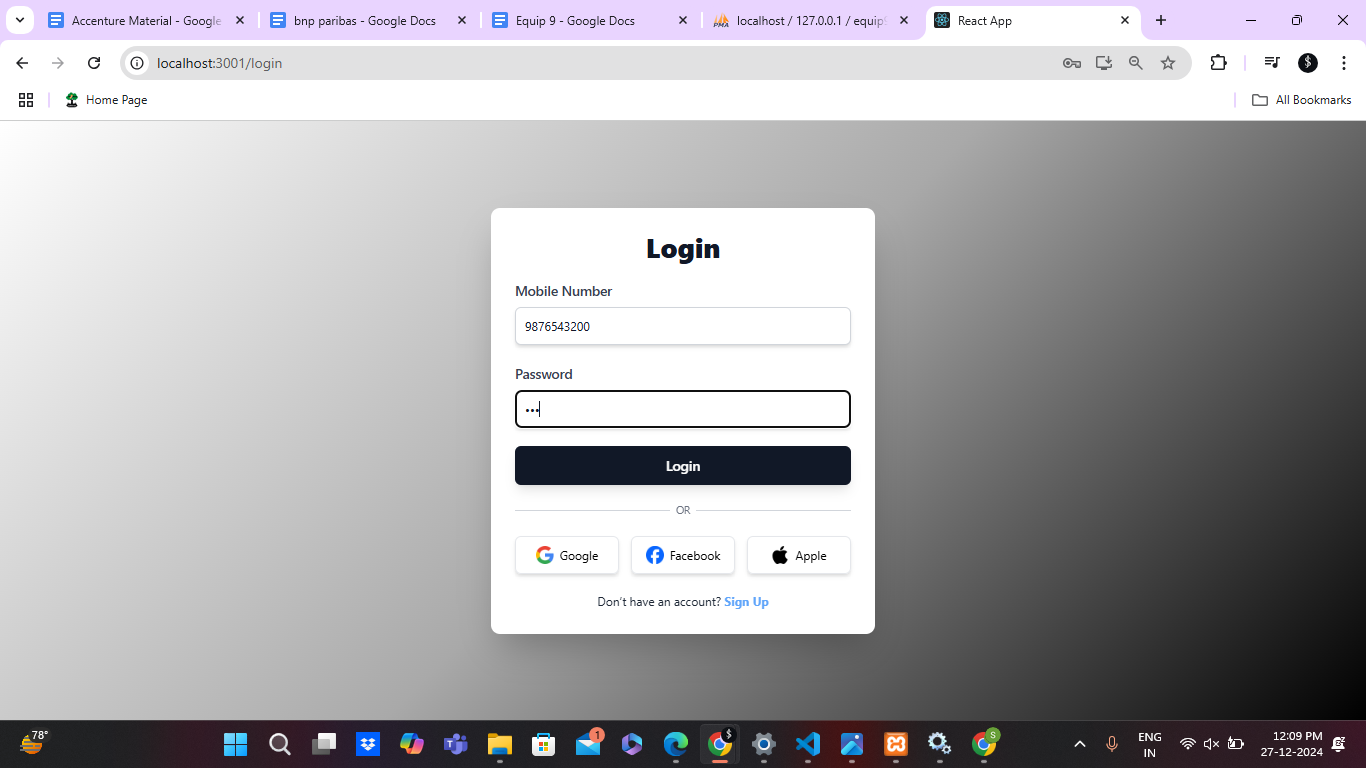 Accenture Material - Google
bnp paribas - Google Docs
Equip 9 - Google Docs
PMA
localhost / 127.0.0.1 / equip
React App
localhost:3001/login
$
Home Page
All Bookmarks
Login
Mobile Number
9876543200
Password
•••
Login
OR
Google
Facebook
Apple
Don't have an account? Sign Up
78°
1
$
S
ENG
IN
12:09 PM
27-12-2024